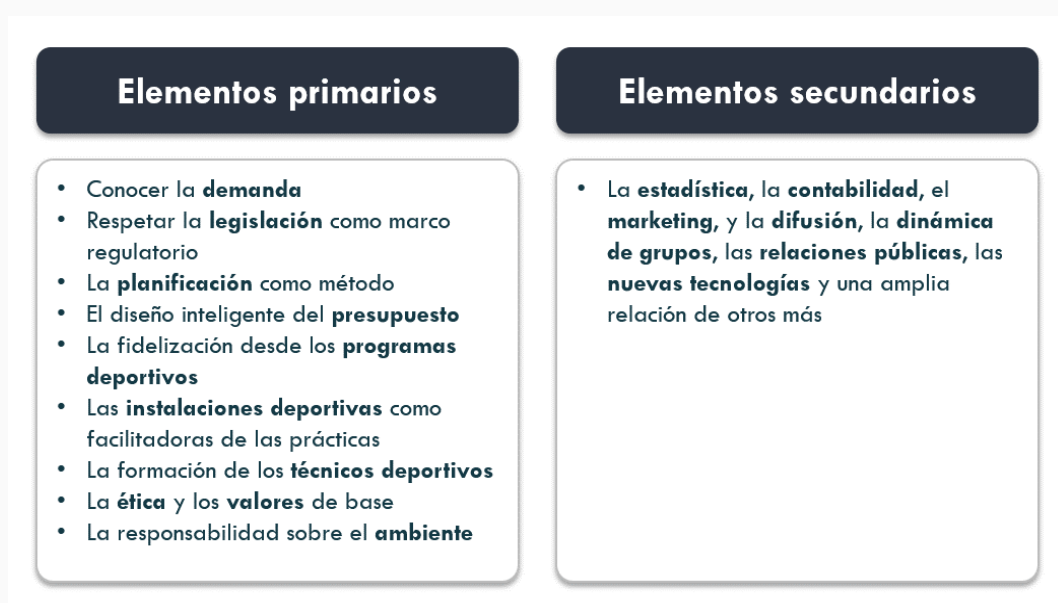 Elementos primarios
• Conocer la demanda
• Respetar la legislación como marco
regulatorio
• La planificación como método
• El diseño inteligente del presupuesto
• La fidelización desde los programas
deportivos
• Las instalaciones deportivas como
facilitadoras de las prácticas
• La formación de los técnicos deportivos
• La ética y los valores de base
• La responsabilidad sobre el ambiente
Elementos secundarios
• La estadística, la contabilidad, el
marketing, y la difusión, la dinámica
de grupos, las relaciones públicas, las
nuevas tecnologías y una amplia
relación de otros más